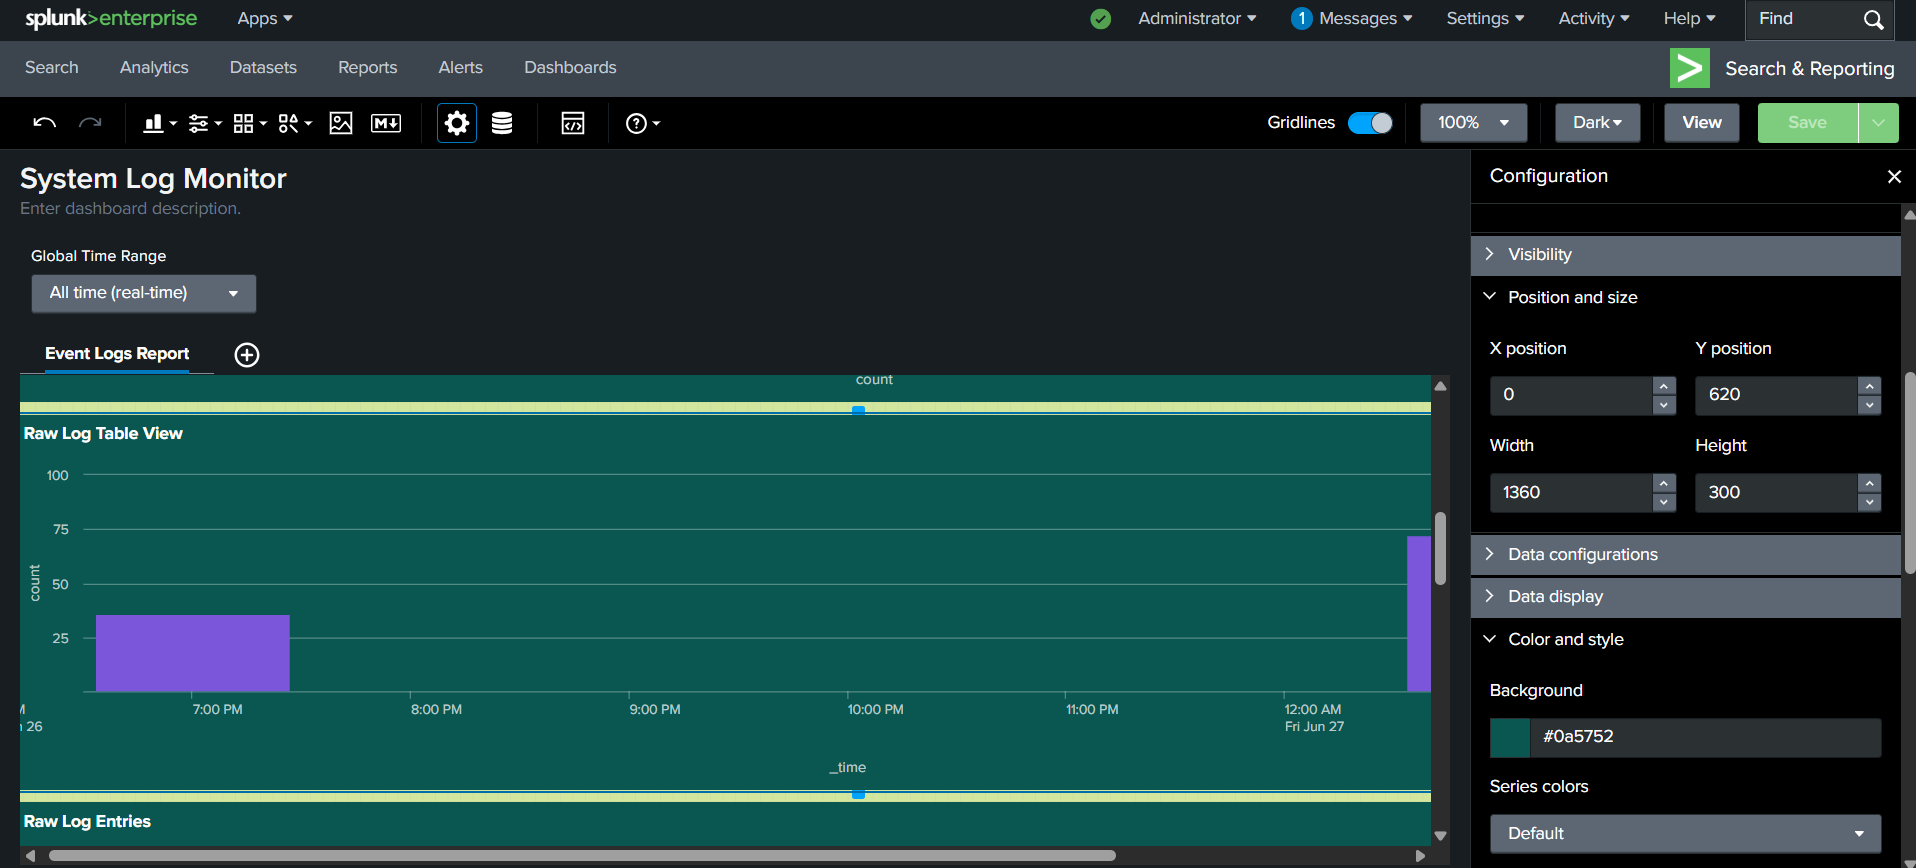 splunk>enterprise Apps Administrator 1 Messages Settings Activity Help Find
Search Analytics Datasets Reports Alerts Dashboards Search & Reporting
Gridlines 100% Dark View Save
System Log Monitor
Enter dashboard description.
Global Time Range
All time (real-time)
Event Logs Report
count
Raw Log Table View
100
75
50
25
count
7:00 PM 8:00 PM 9:00 PM 10:00 PM 11:00 PM 12:00 AM
26 Fri Jun 27
_time
Raw Log Entries
Configuration
Visibility
Position and size
X position Y position
0 620
Width Height
1360 300
Data configurations
Data display
Color and style
Background
#0a5752
Series colors
Default